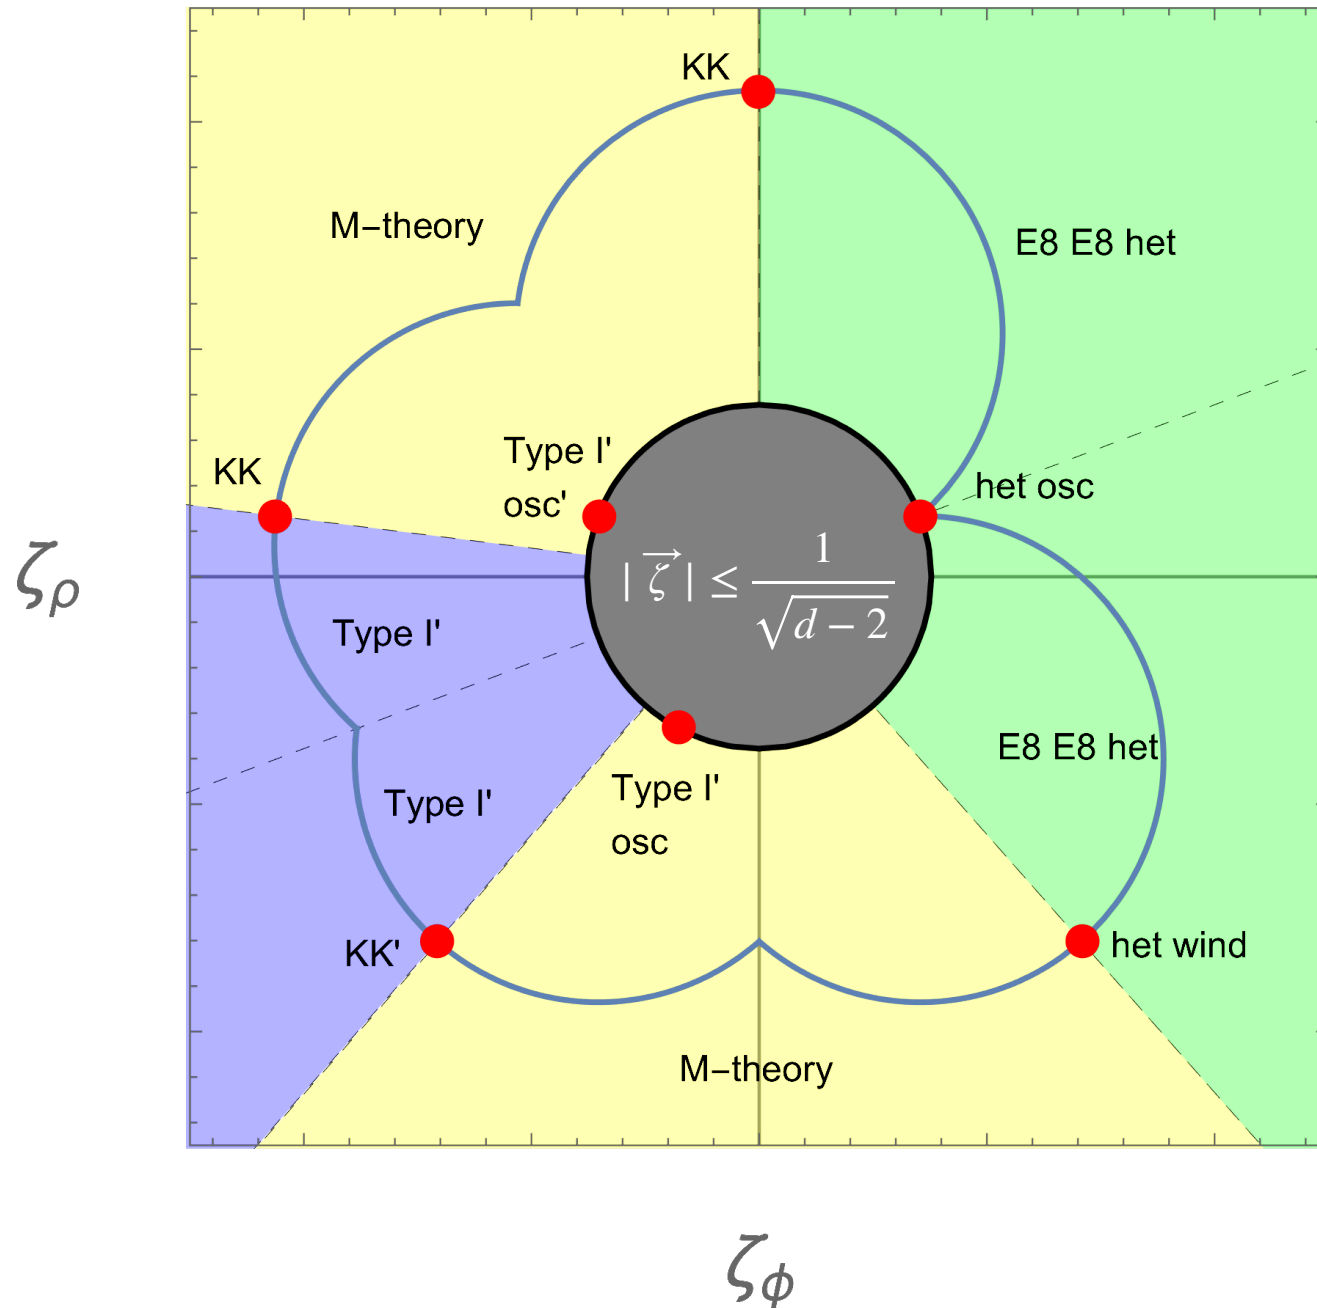 KK
M−theory
E8 E8 het
KK
Type I'
osc'
het osc
|ζ⃗| ≤ 1/√(d − 2)
ζρ
Type I'
E8 E8 het
Type I'
Type I'
osc
KK'
het wind
M−theory
ζϕ